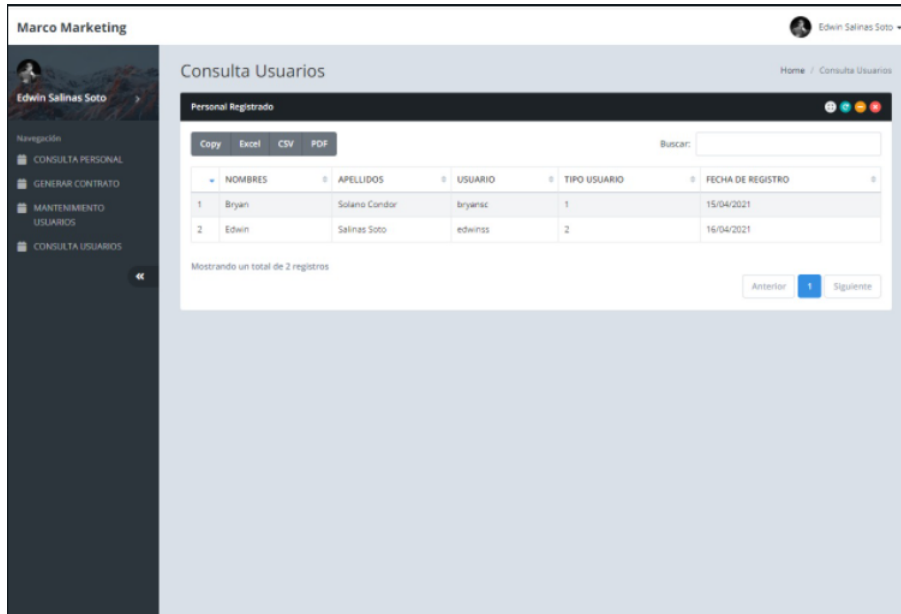 Marco Marketing
Edwin Salinas Soto
Edwin Salinas Soto
Navegación
CONSULTA PERSONAL
GENERAR CONTRATO
MANTENIMIENTO
USUARIOS
CONSULTA USUARIOS
Consulta Usuarios
Home / Consulta Usuarios
Personal Registrado
Copy Excel CSV PDF
Buscar:
NOMBRES APELLIDOS USUARIO TIPO USUARIO FECHA DE REGISTRO
1 Bryan Solano Condor bryansc 1 15/04/2021
2 Edwin Salinas Soto edwinss 2 16/04/2021
Mostrando un total de 2 registros
Anterior 1 Siguiente